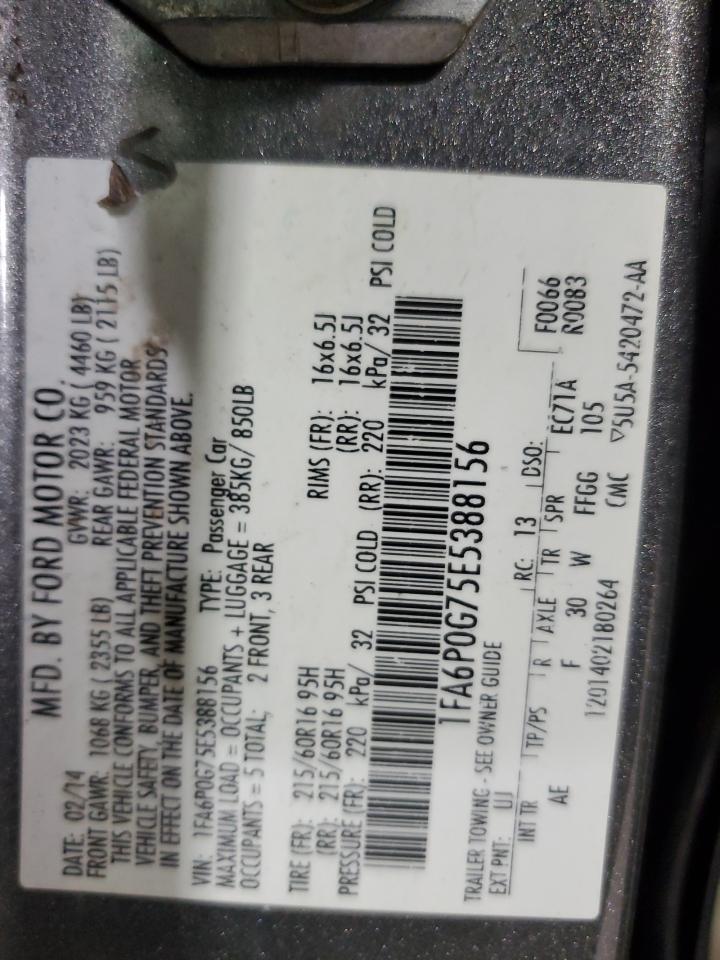 MFD. BY FORD MOTOR CO.
DATE: 02/14 GVWR: 2023 KG ( 4460 LB)
FRONT GAWR: 1068 KG ( 2355 LB) REAR GAWR: 959 KG ( 2115 LB)
THIS VEHICLE CONFORMS TO ALL APPLICABLE FEDERAL MOTOR
VEHICLE SAFETY, BUMPER, AND THEFT PREVENTION STANDARDS
IN EFFECT ON THE DATE OF MANUFACTURE SHOWN ABOVE.
VIN: 1FA6P0G75E5388156 TYPE: Passenger Car
MAXIMUM LOAD = OCCUPANTS + LUGGAGE = 385KG/ 850LB
OCCUPANTS = 5 TOTAL; 2 FRONT, 3 REAR
TIRE (FR): 215/60R16 95H RIMS (FR): 16x6.5J
(RR): 215/60R16 95H (RR): 16x6.5J
PRESSURE (FR): 220 kPa/ 32 PSI COLD (RR): 220 kPa/ 32 PSI COLD
1FA6P0G75E5388156
TRAILER TOWING - SEE OWNER GUIDE
EXT PNT: UJ RC: 13 DSO: F0066
R0083
INT TR TP/PS R AXLE TR SPR
AE F 30 W FFGG EC71A
105
CMC
1201402180264 ▽5U5A-5420472-AA